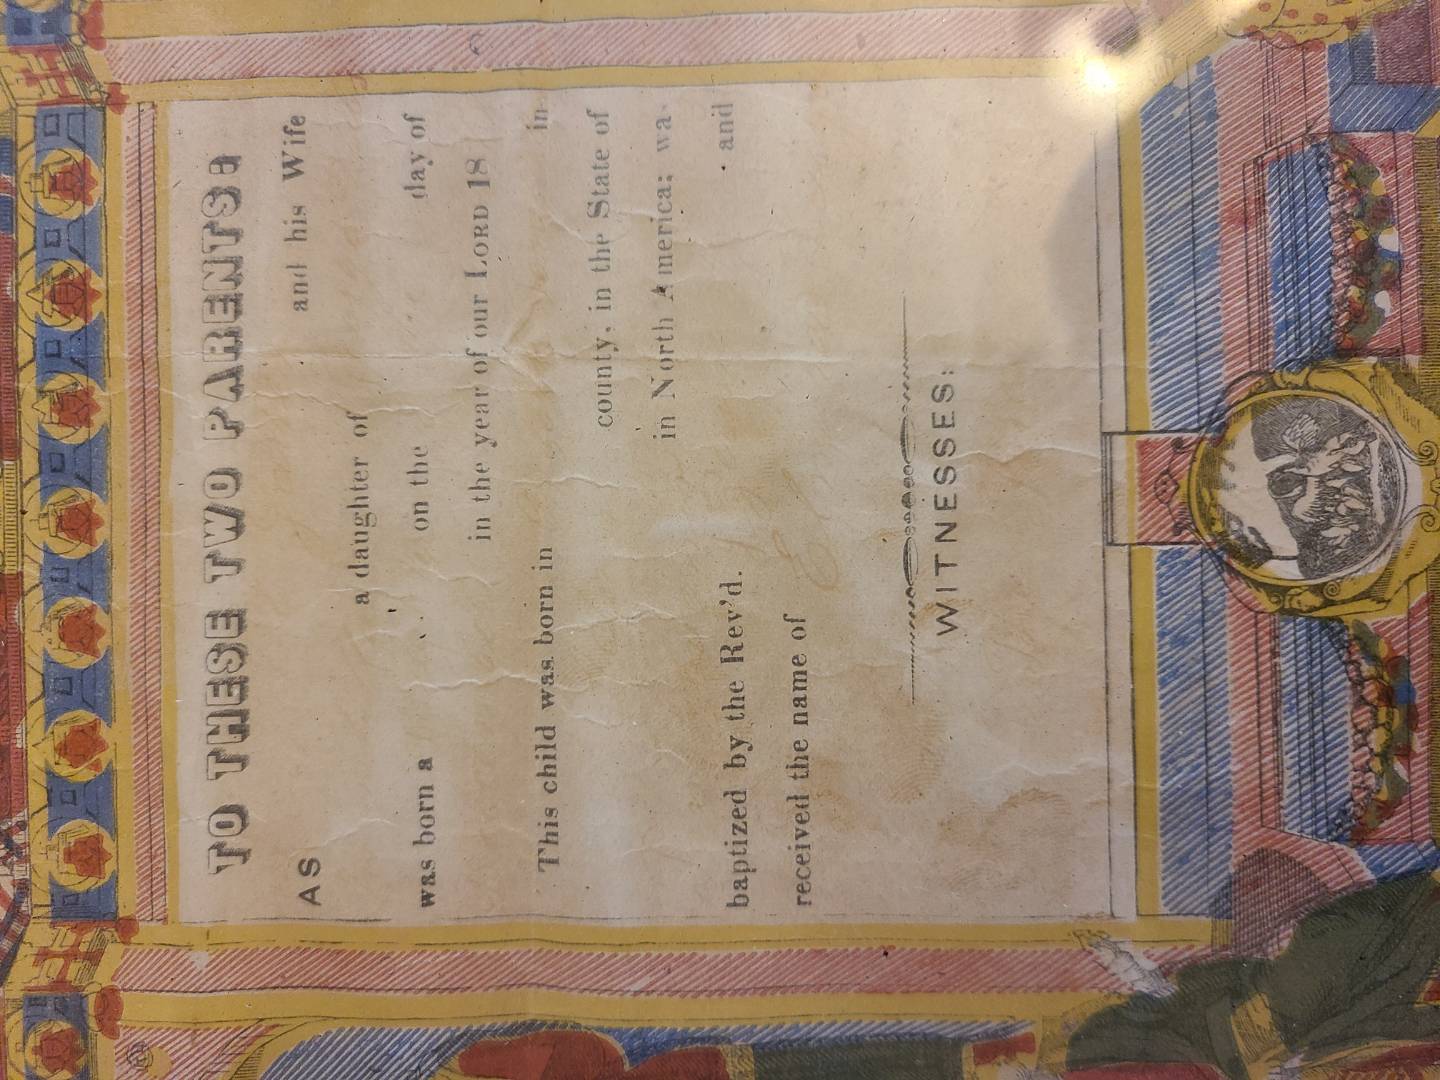 TO THESE TWO PARENTS:
AS and his Wife
a daughter of
was born a on the day of
in the year of our LORD 18
This child was born in in
county, in the State of
in North America; wa
baptized by the Rev'd. and
received the name of
WITNESSES: